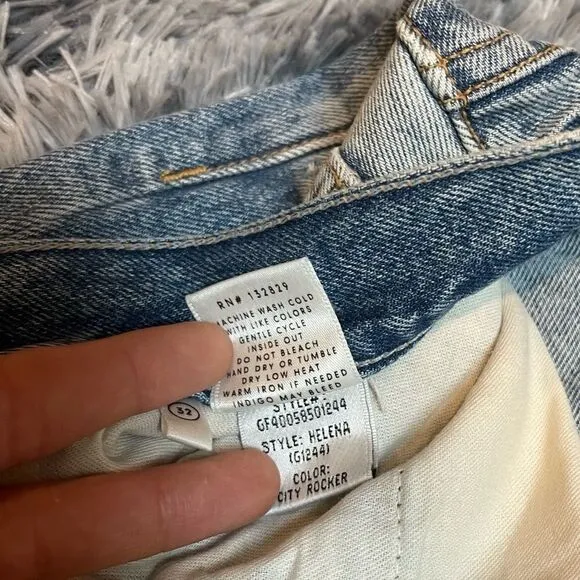 RN# 132829
MACHINE WASH COLD
WITH LIKE COLORS
GENTLE CYCLE
INSIDE OUT
DO NOT BLEACH
HAND DRY OR TUMBLE
DRY LOW HEAT
WARM IRON IF NEEDED
INDIGO MAY BLEED
STYLE#:
GF40058501244
STYLE: HELENA
(G1244)
COLOR:
CITY ROCKER
32